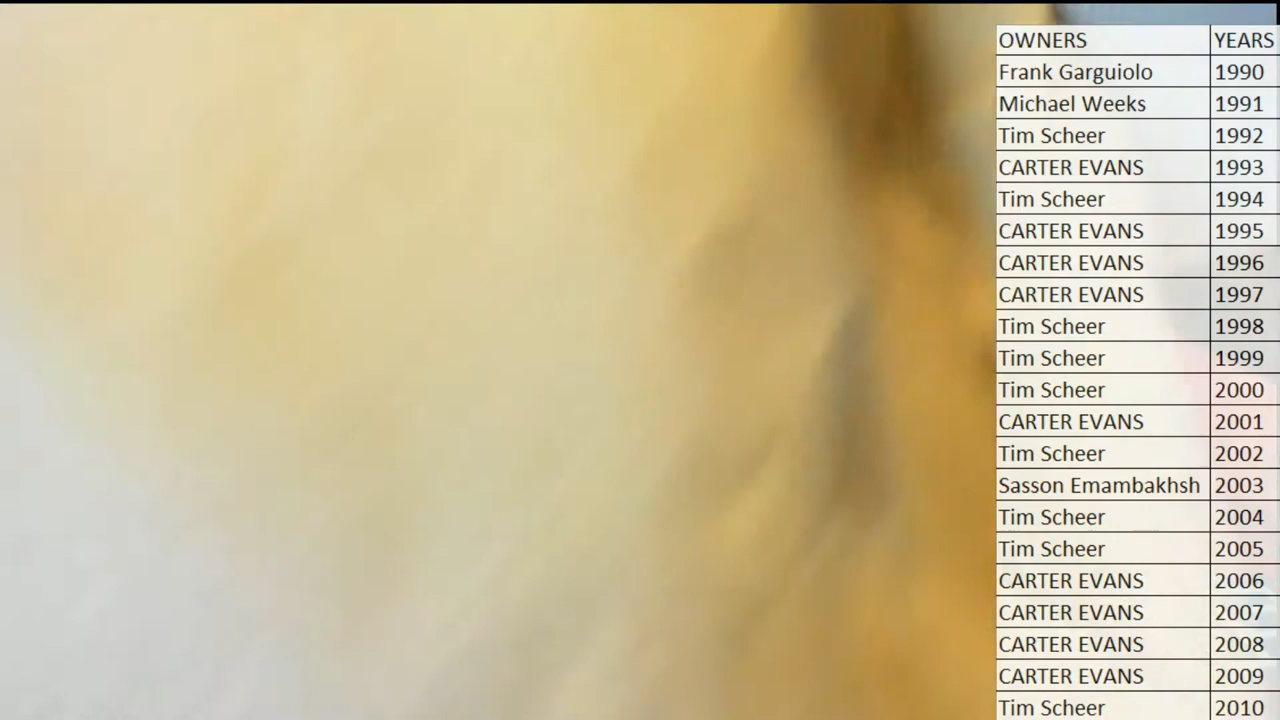 OWNERS YEARS
Frank Garguiolo 1990
Michael Weeks 1991
Tim Scheer 1992
CARTER EVANS 1993
Tim Scheer 1994
CARTER EVANS 1995
CARTER EVANS 1996
CARTER EVANS 1997
Tim Scheer 1998
Tim Scheer 1999
Tim Scheer 2000
CARTER EVANS 2001
Tim Scheer 2002
Sasson Emambakhsh 2003
Tim Scheer 2004
Tim Scheer 2005
CARTER EVANS 2006
CARTER EVANS 2007
CARTER EVANS 2008
CARTER EVANS 2009
Tim Scheer 2010